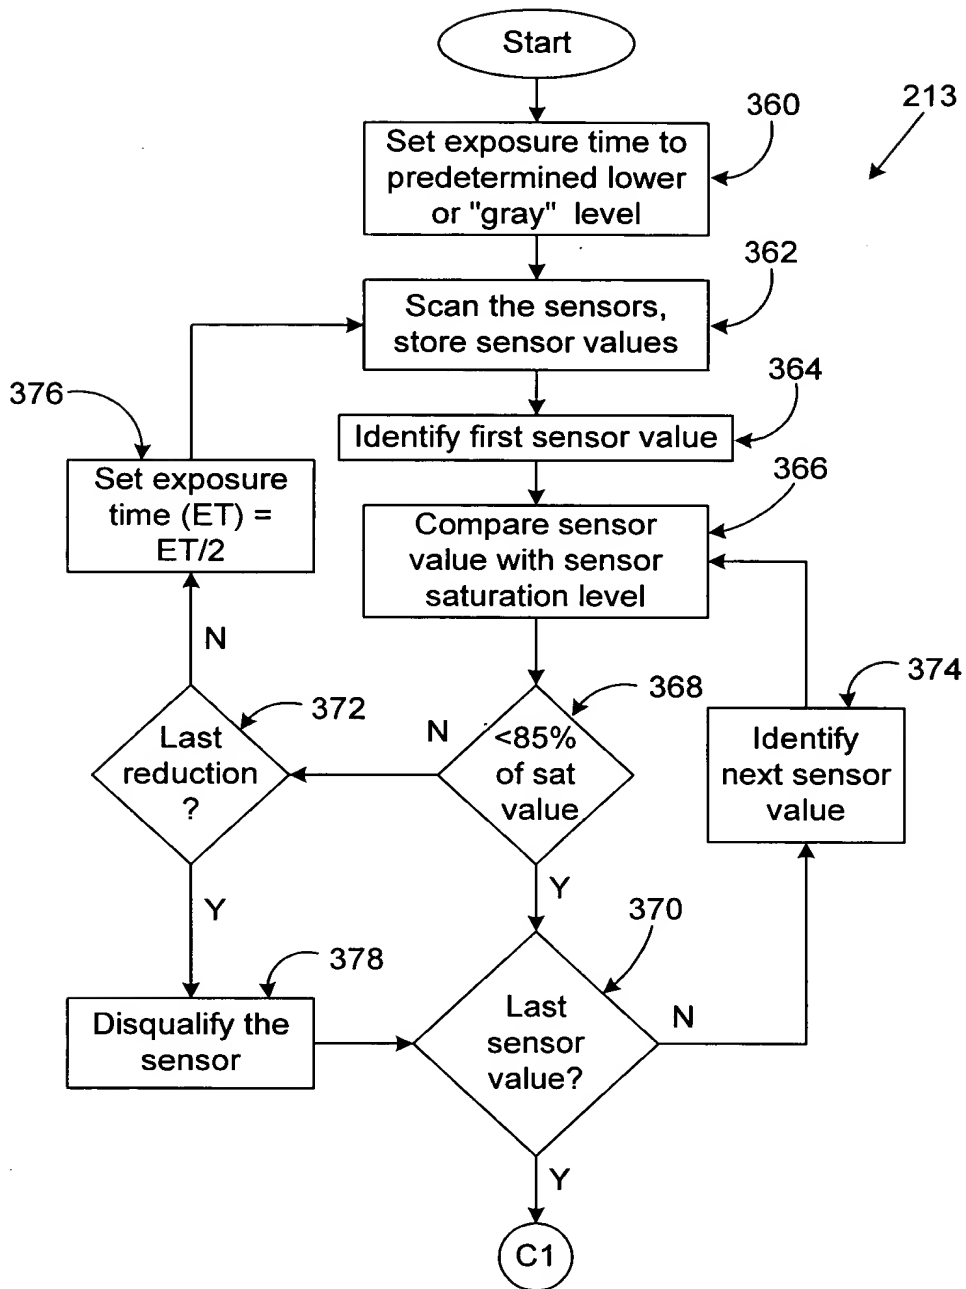 Start
213
360
Set exposure time to
predetermined lower
or "gray" level
362
Scan the sensors,
store sensor values
364
Identify first sensor value
376
Set exposure
time (ET) =
ET/2
366
Compare sensor
value with sensor
saturation level
N
374
Identify
next sensor
value
372
Last
reduction
?
N
368
<85%
of sat
value
Y
Y
378
Disqualify the
sensor
370
Last
sensor
value?
N
Y
C1